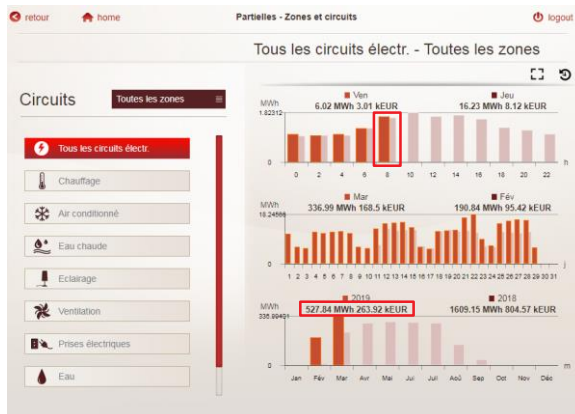 retour home Partielles - Zones et circuits logout
Tous les circuits électr. - Toutes les zones
Circuits Toutes les zones
Tous les circuits électr.
Chauffage
Air conditionné
Eau chaude
Eclairage
Ventilation
Prises électriques
Eau
MWh Ven Jeu
1.82312 6.02 MWh 3.01 kEUR 16.23 MWh 8.12 kEUR
0 h
0 2 4 6 8 10 12 14 16 18 20 22
MWh Mar Fév
18.24566 336.99 MWh 168.5 kEUR 190.84 MWh 95.42 kEUR
0 j
1 2 3 4 5 6 7 8 9 10 11 12 13 14 15 16 17 18 19 20 21 22 23 24 25 26 27 28 29 30 31
MWh 2019 2018
336.99401 527.84 MWh 263.92 kEUR 1609.15 MWh 804.57 kEUR
0 m
Jan Fév Mar Avr Mai Jui Juil Aoû Sep Oct Nov Déc